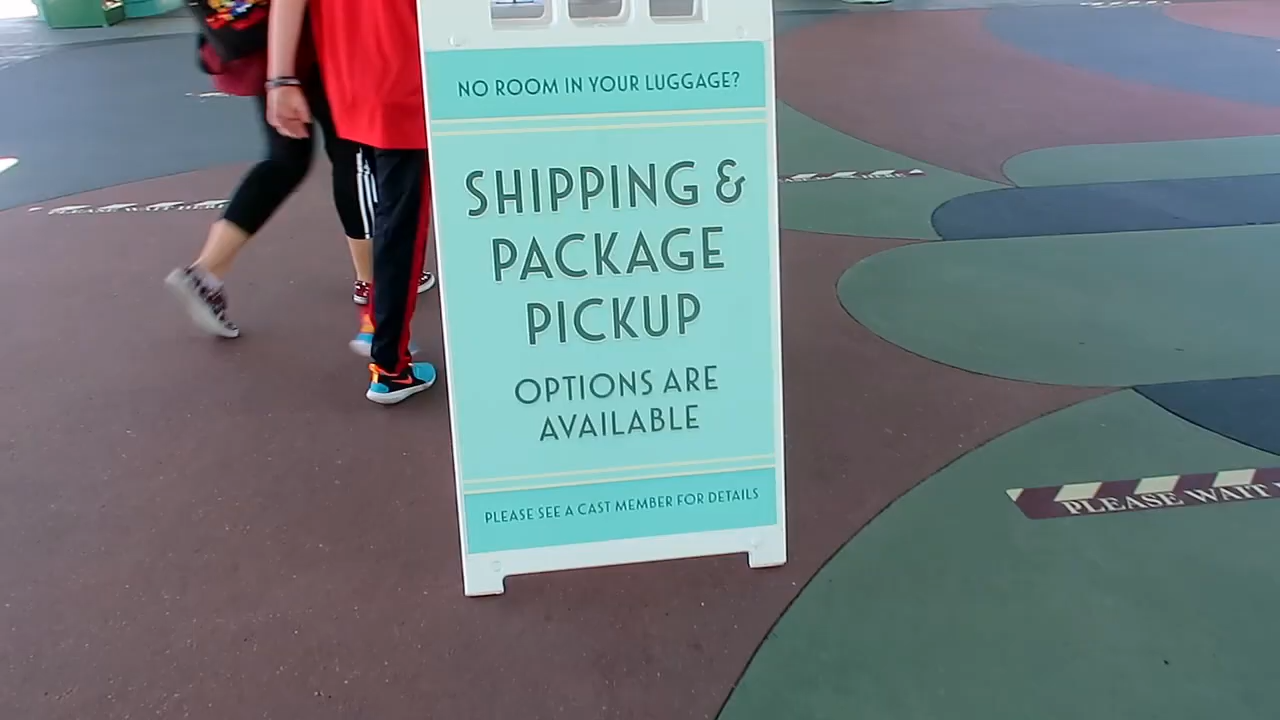 NO ROOM IN YOUR LUGGAGE?
SHIPPING &
PACKAGE
PICKUP
OPTIONS ARE
AVAILABLE
PLEASE SEE A CAST MEMBER FOR DETAILS
PLEASE WAIT